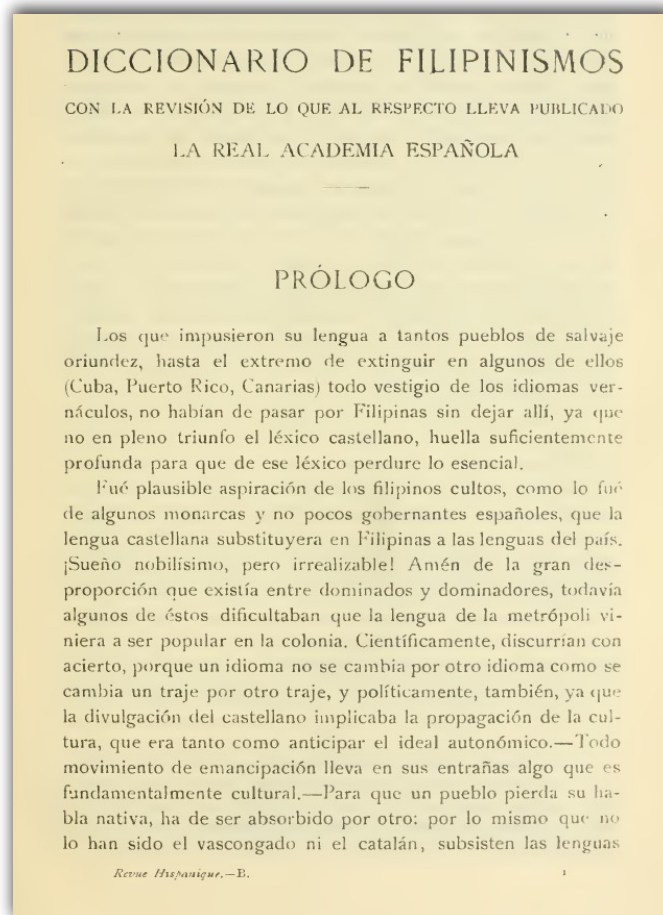 DICCIONARIO DE FILIPINISMOS
CON LA REVISIÓN DE LO QUE AL RESPECTO LLEVA PUBLICADO
LA REAL ACADEMIA ESPAÑOLA
PRÓLOGO
Los que impusieron su lengua a tantos pueblos de salvaje
oriundez, hasta el extremo de extinguir en algunos de ellos
(Cuba, Puerto Rico, Canarias) todo vestigio de los idiomas ver-
náculos, no habían de pasar por Filipinas sin dejar allí, ya que
no en pleno triunfo el léxico castellano, huella suficientemente
profunda para que de ese léxico perdure lo esencial.
Fué plausible aspiración de los filipinos cultos, como lo fué
de algunos monarcas y no pocos gobernantes españoles, que la
lengua castellana substituyera en Filipinas a las lenguas del país.
¡Sueño nobilísimo, pero irrealizable! Amén de la gran des-
proporción que existía entre dominados y dominadores, todavía
algunos de éstos dificultaban que la lengua de la metrópoli vi-
niera a ser popular en la colonia. Científicamente, discurrían con
acierto, porque un idioma no se cambia por otro idioma como se
cambia un traje por otro traje, y políticamente, también, ya que
la divulgación del castellano implicaba la propagación de la cul-
tura, que era tanto como anticipar el ideal autonómico.—Todo
movimiento de emancipación lleva en sus entrañas algo que es
fundamentalmente cultural.—Para que un pueblo pierda su ha-
bla nativa, ha de ser absorbido por otro: por lo mismo que no
lo han sido el vascongado ni el catalán, subsisten las lenguas
Revue Hispanique.—B. 1